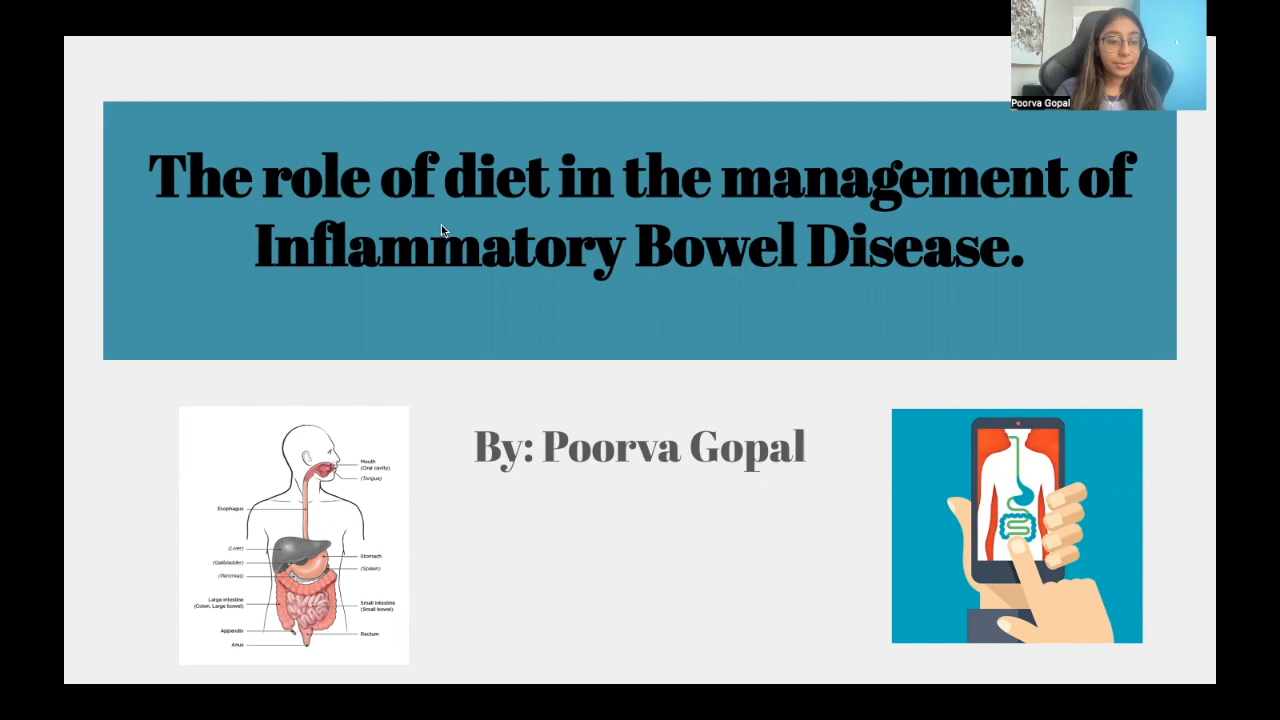 Poorva Gopal
The role of diet in the management of
Inflammatory Bowel Disease.
By: Poorva Gopal
Mouth
(Oral cavity)
(Tongue)
Esophagus
(Liver)
(Gallbladder)
(Pancreas)
Stomach
(Spleen)
Large intestine
(Colon, Large bowel)
Small intestine
(Small bowel)
Appendix
Rectum
Anus